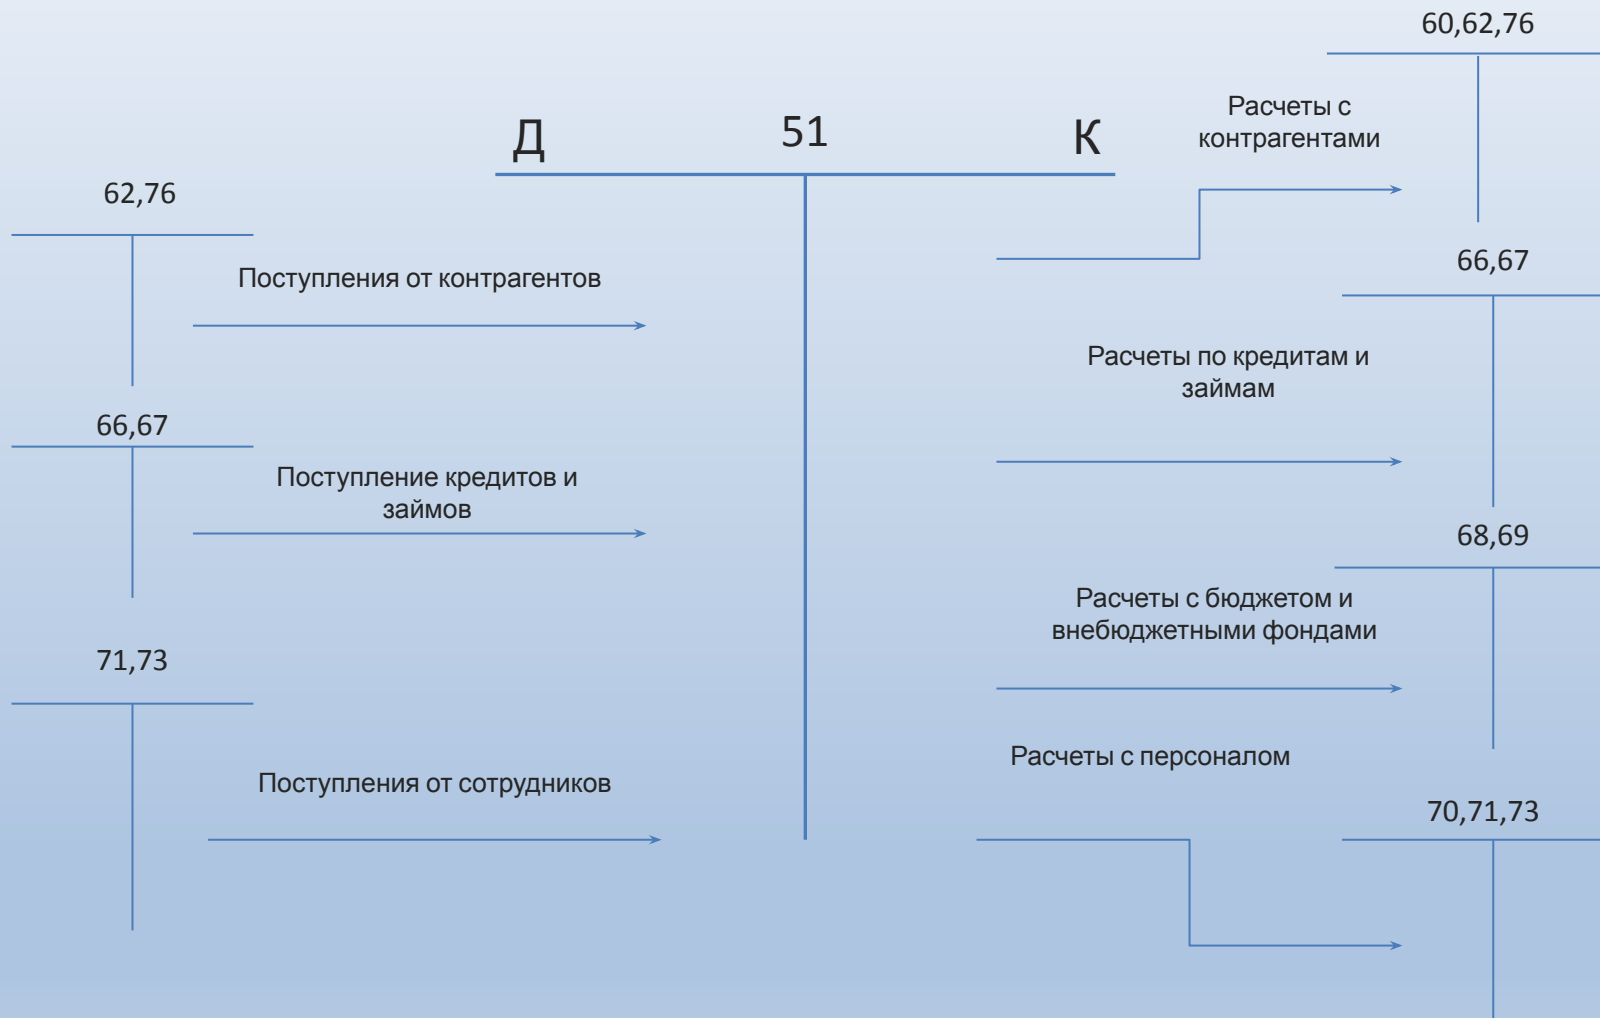 60,62,76
Расчеты с
контрагентами
Д
51
К
62,76
Поступления от контрагентов
66,67
Расчеты по кредитам и
займам
66,67
Поступление кредитов и
займов
68,69
Расчеты с бюджетом и
внебюджетными фондами
71,73
Расчеты с персоналом
Поступления от сотрудников
70,71,73